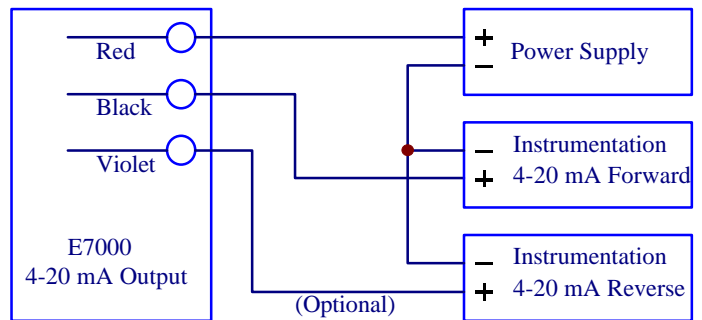 Red
Black
Violet
E7000
4-20 mA Output
(Optional)
+
−
Power Supply
−
+
Instrumentation
4-20 mA Forward
−
+
Instrumentation
4-20 mA Reverse